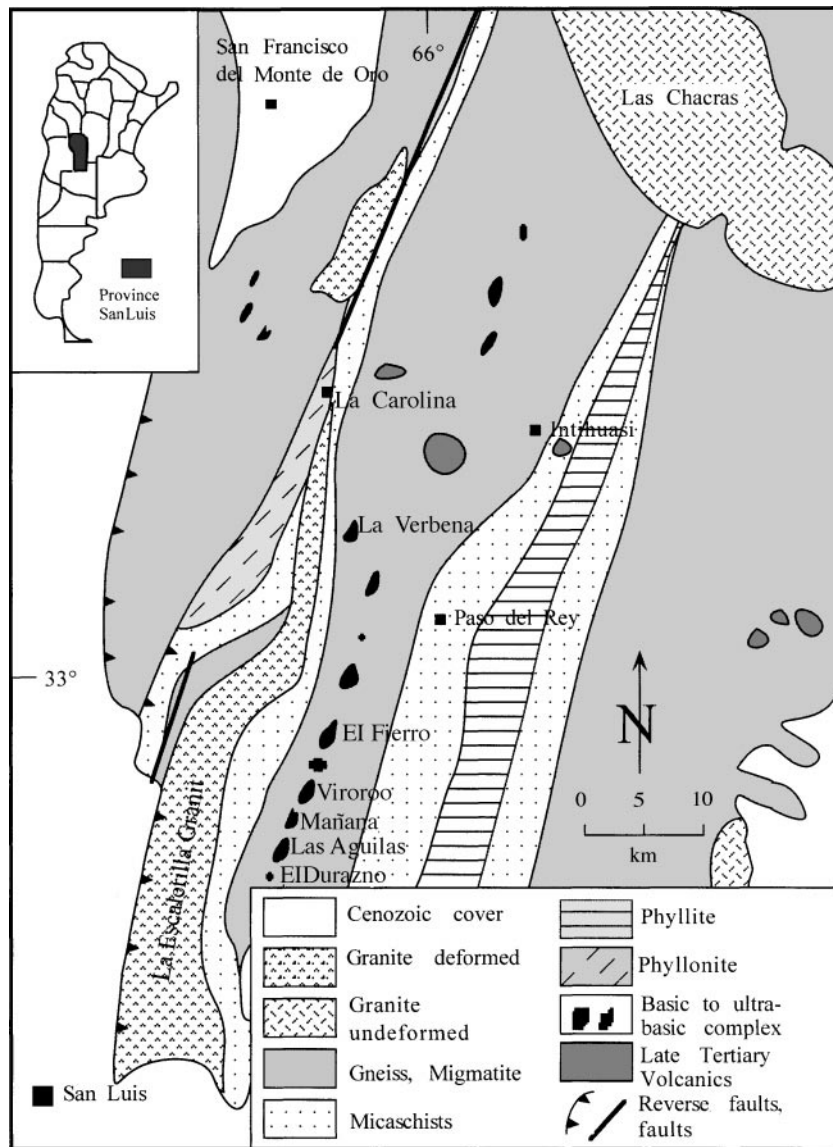 San Francisco
del Monte de Oro
66°
Las Chacras
Province
SanLuis
La Carolina
Intihuasi
La Verbena
Paso del Rey
33°
El Fierro
N
Viroroo
0 5 10
Mañana
km
Las Aguilas
ElDurazno
La Escalerilla Granit
San Luis
Cenozoic cover
Granite deformed
Granite
undeformed
Gneiss, Migmatite
Micaschists
Phyllite
Phyllonite
Basic to ultra-
basic complex
Late Tertiary
Volcanics
Reverse faults,
faults